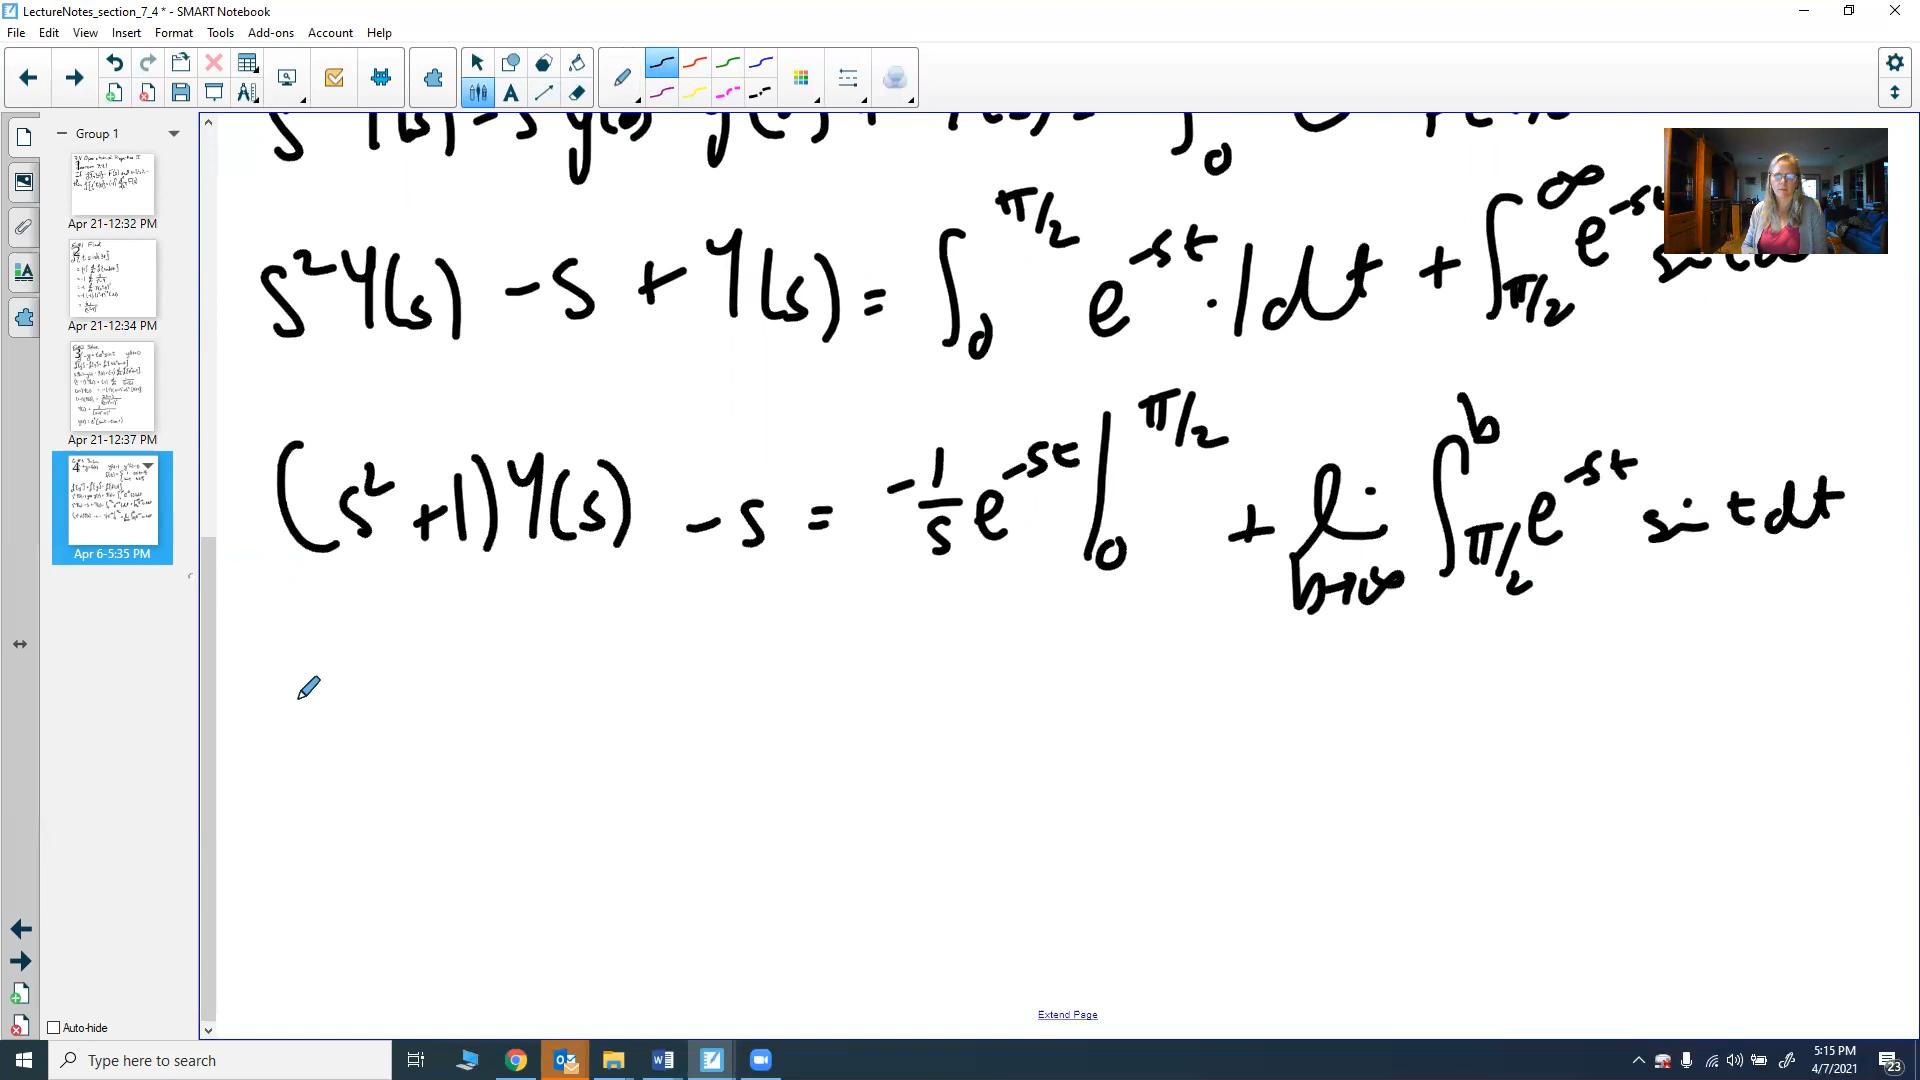 LectureNotes_section_7_4 * - SMART Notebook
File Edit View Insert Format Tools Add-ons Account Help
Group 1
Apr 21-12:32 PM
Apr 21-12:34 PM
Apr 21-12:37 PM
Apr 6-5:35 PM
s²Y(s) - s + Y(s) = ∫₀^{π/2} e^{-st} · 1 dt + ∫_{π/2}^∞ e^{-st}
(s² + 1) Y(s) - s = -1/s e^{-st} |₀^{π/2} + lim_{b→∞} ∫_{π/2}^b e^{-st} sin t dt
Extend Page
Auto-hide
Type here to search
5:15 PM
4/7/2021
23